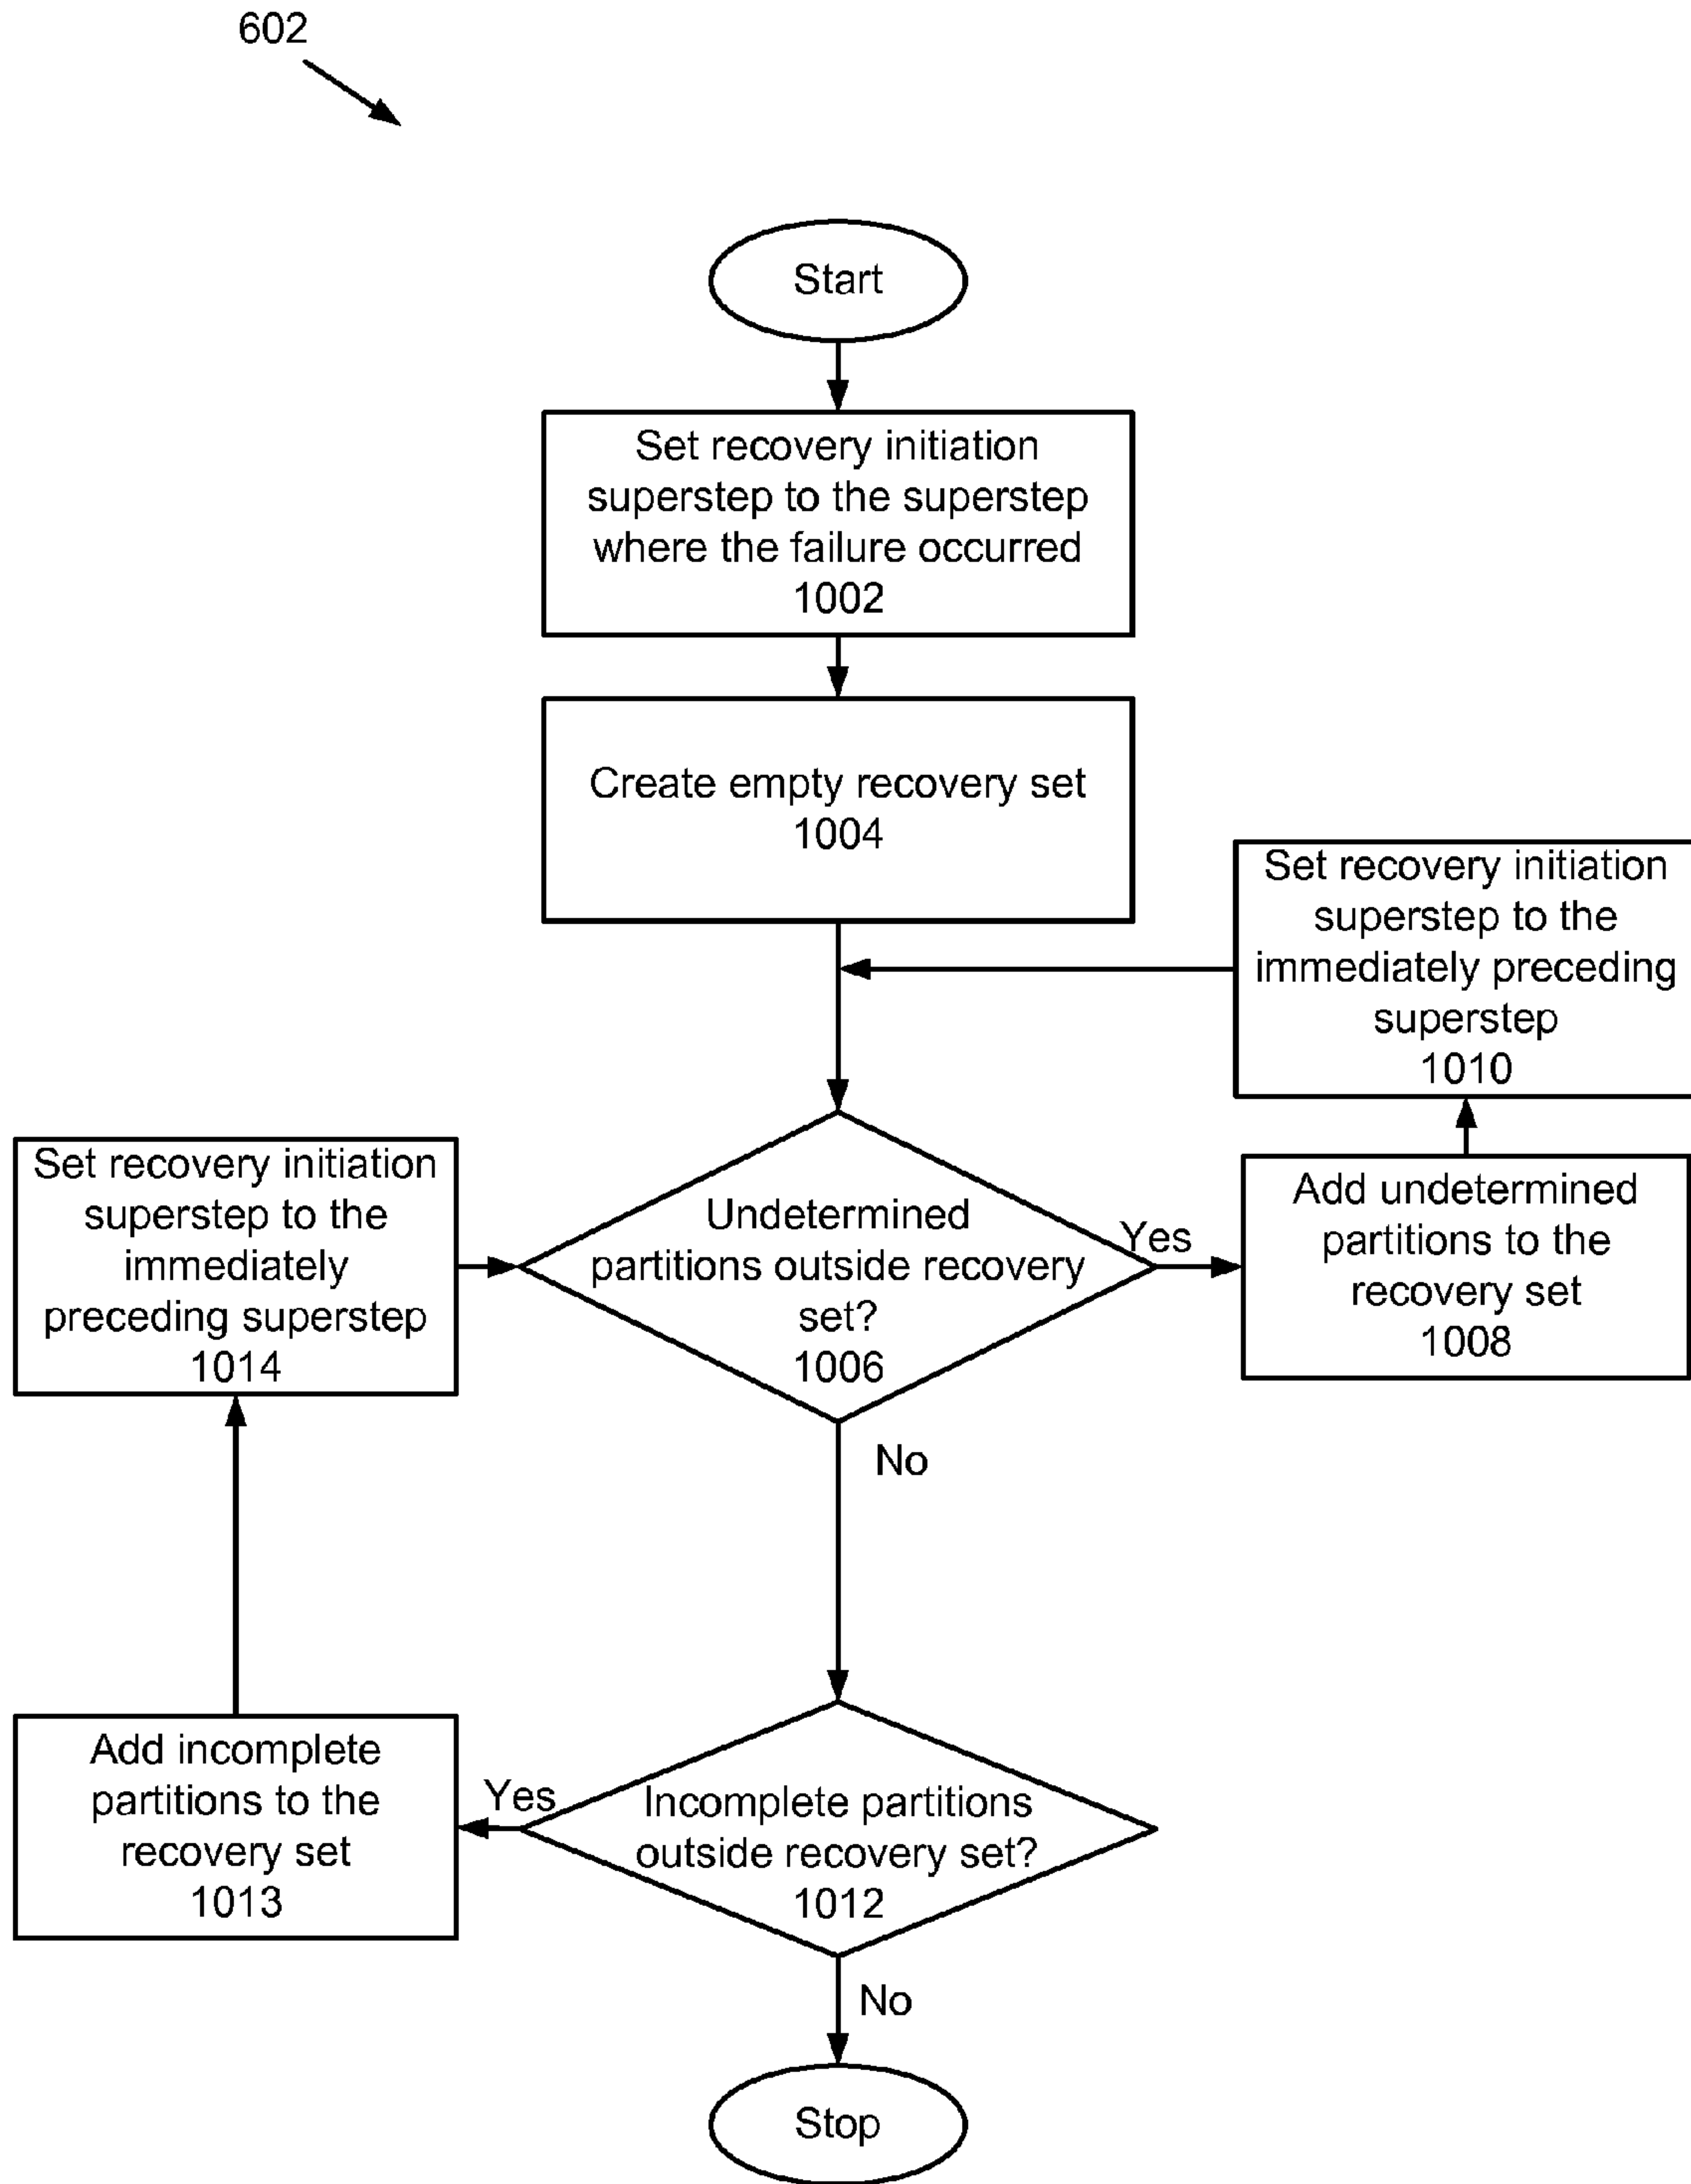 602
Start
Set recovery initiation
superstep to the superstep
where the failure occurred
1002
Create empty recovery set
1004
Set recovery initiation
superstep to the
immediately preceding
superstep
1010
Set recovery initiation
superstep to the
immediately
preceding superstep
1014
Undetermined
partitions outside recovery
set?
1006
Yes
Add undetermined
partitions to the
recovery set
1008
No
Add incomplete
partitions to the
recovery set
1013
Yes
Incomplete partitions
outside recovery set?
1012
No
Stop